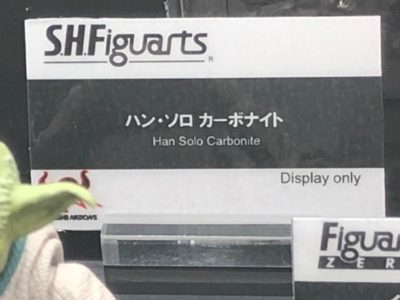 S.H.Figuarts
ハン・ソロ カーボナイト
Han Solo Carbonite
Display only
Figuar
ZER